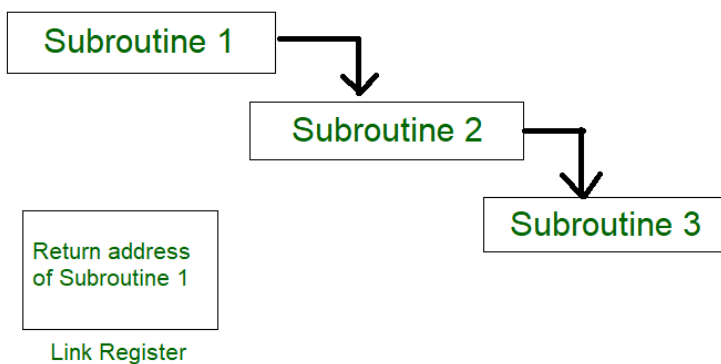 Subroutine 1
Subroutine 2
Subroutine 3
Return address
of Subroutine 1
Link Register